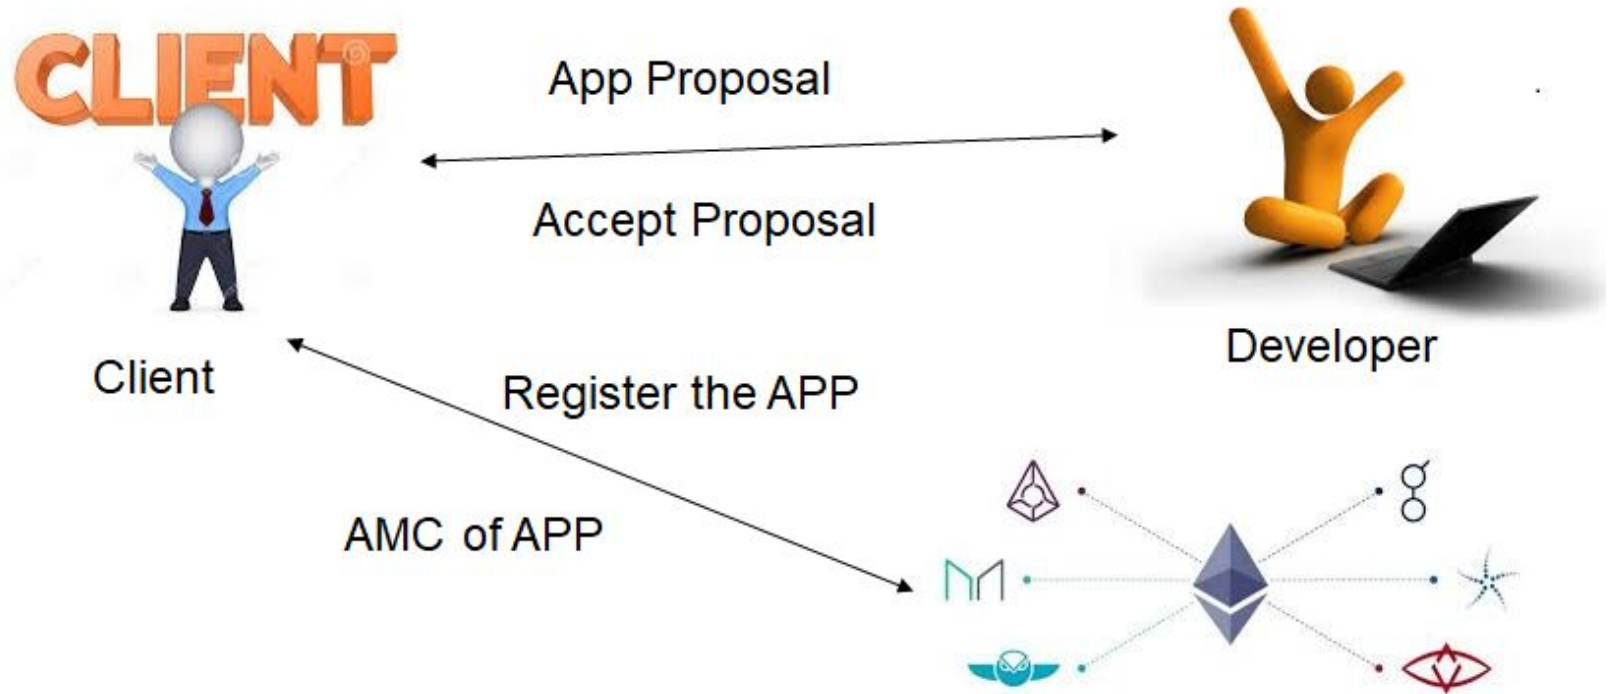 CLIENT
App Proposal
Accept Proposal
Developer
Client
Register the APP
AMC of APP